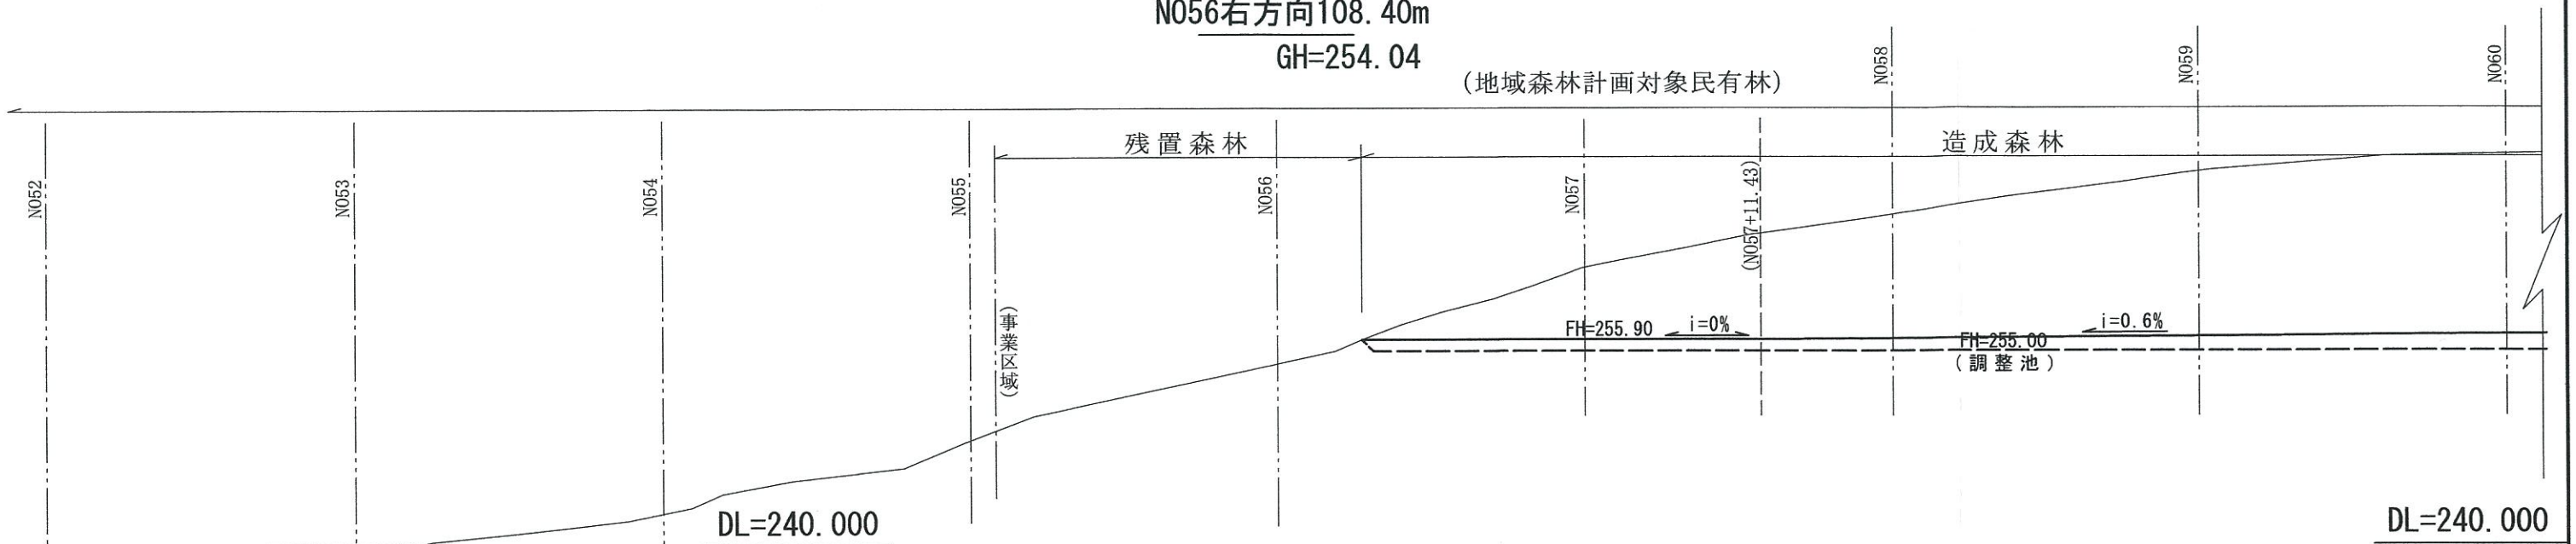 NO56右方向108.40m
GH=254.04
(地域森林計画対象民有林)
残置森林
造成森林
NO52
NO53
NO54
NO55
(事業区域)
NO56
NO57
(NO57+11.43)
NO58
NO59
NO60
FH=255.90
i=0%
i=0.6%
FH=255.00
(調整池)
DL=240.000
DL=240.000